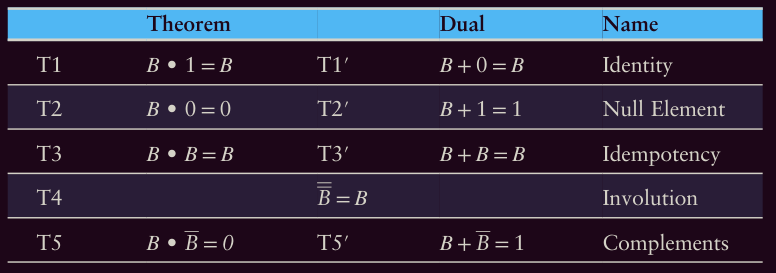 Theorem Dual Name
T1 B • 1 = B T1′ B + 0 = B Identity
T2 B • 0 = 0 T2′ B + 1 = 1 Null Element
T3 B • B = B T3′ B + B = B Idempotency
T4 B̿ = B Involution
T5 B • B̅ = 0 T5′ B + B̅ = 1 Complements